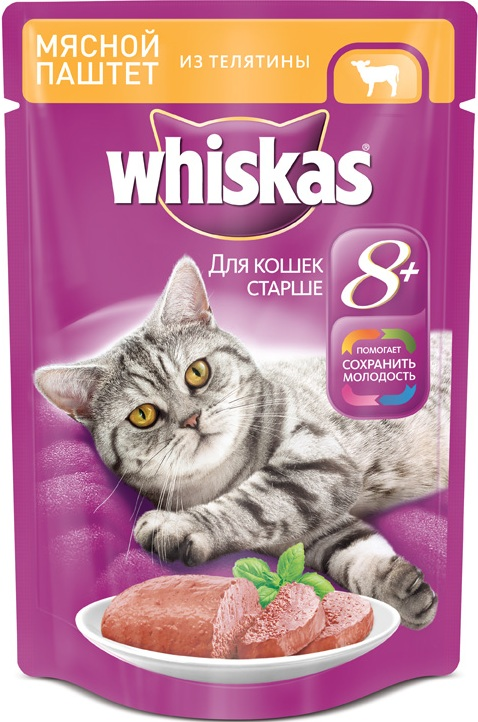 МЯСНОЙ
ПАШТЕТ
ИЗ ТЕЛЯТИНЫ
whiskas®
Для кошек
старше
8+
ПОМОГАЕТ
СОХРАНИТЬ
МОЛОДОСТЬ